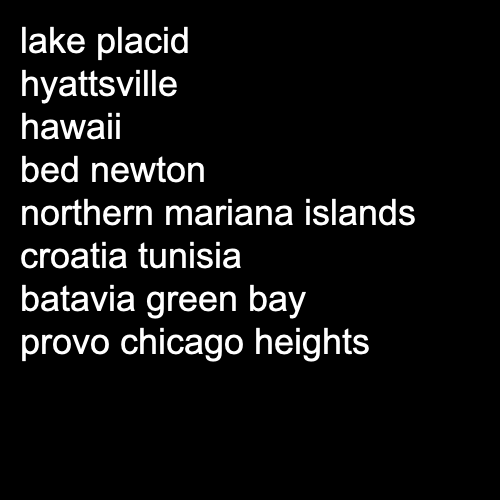 lake placid
hyattsville
hawaii
bed newton
northern mariana islands
croatia tunisia
batavia green bay
provo chicago heights